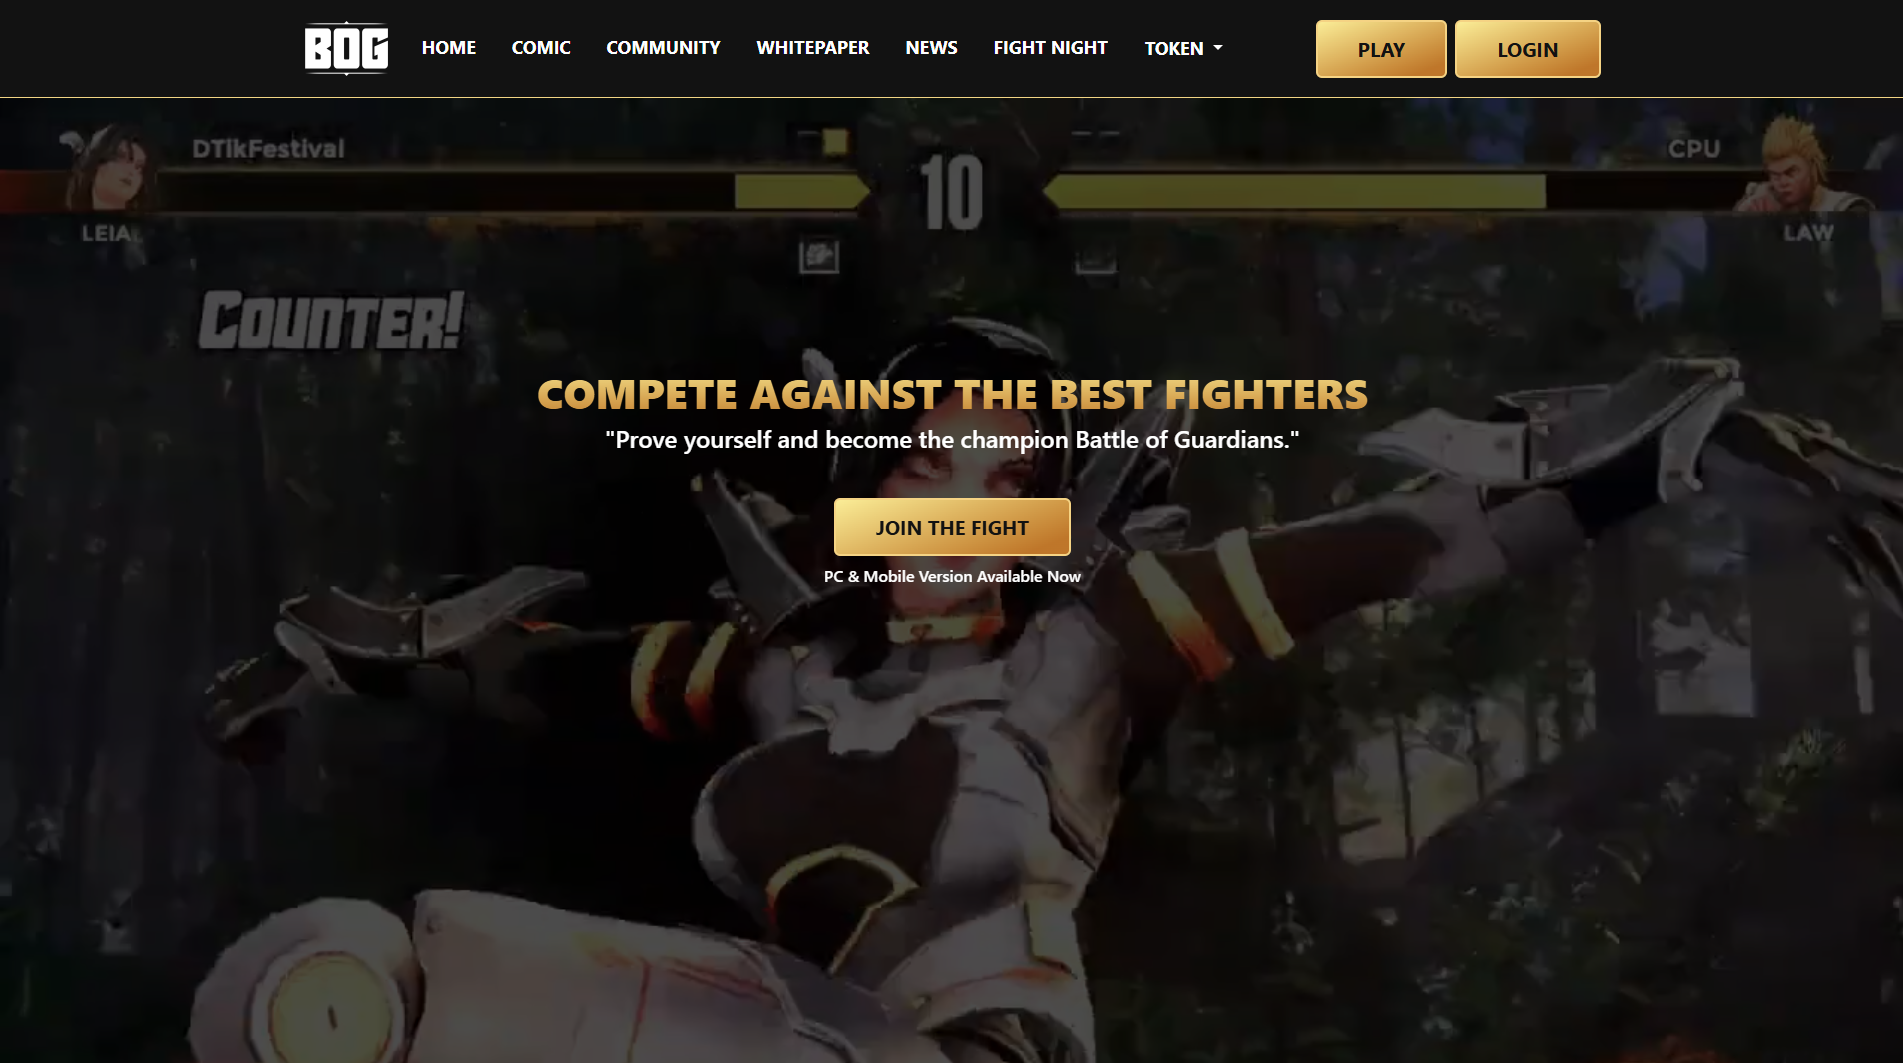 BOG
HOME
COMIC
COMMUNITY
WHITEPAPER
NEWS
FIGHT NIGHT
TOKEN
PLAY
LOGIN
DTlkFestival
10
CPU
LEIA
LAW
COUNTER!
COMPETE AGAINST THE BEST FIGHTERS
"Prove yourself and become the champion Battle of Guardians."
JOIN THE FIGHT
PC & Mobile Version Available Now